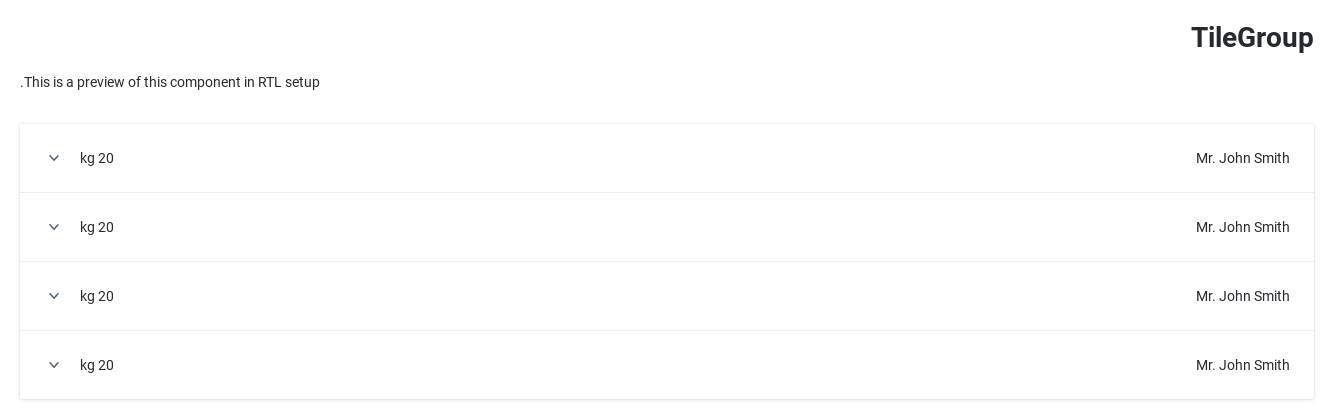 TileGroup
.This is a preview of this component in RTL setup
Mr. John Smith
kg 20
Mr. John Smith
kg 20
Mr. John Smith
kg 20
Mr. John Smith
kg 20